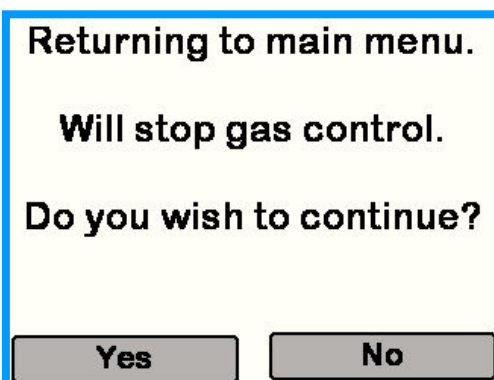 Returning to main menu.
Will stop gas control.
Do you wish to continue?
Yes
No